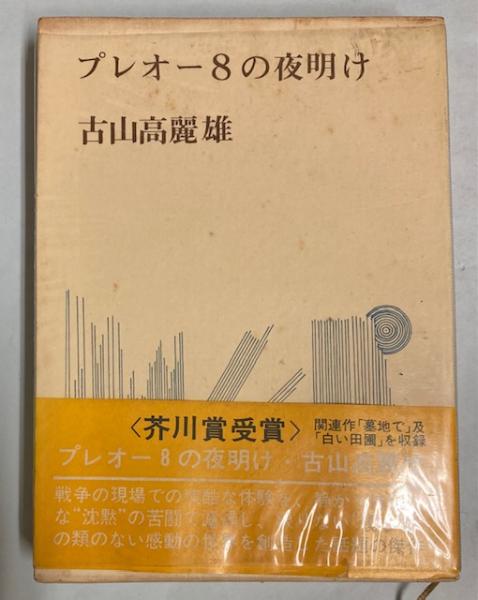 プレオー8の夜明け
古山高麗雄
〈芥川賞受賞〉
関連作「墓地で」及
「白い田圃」を収録
プレオー8の夜明け・古山高麗雄
戦争の現場での
な“沈黙”の苦闘で
の類のない感動の